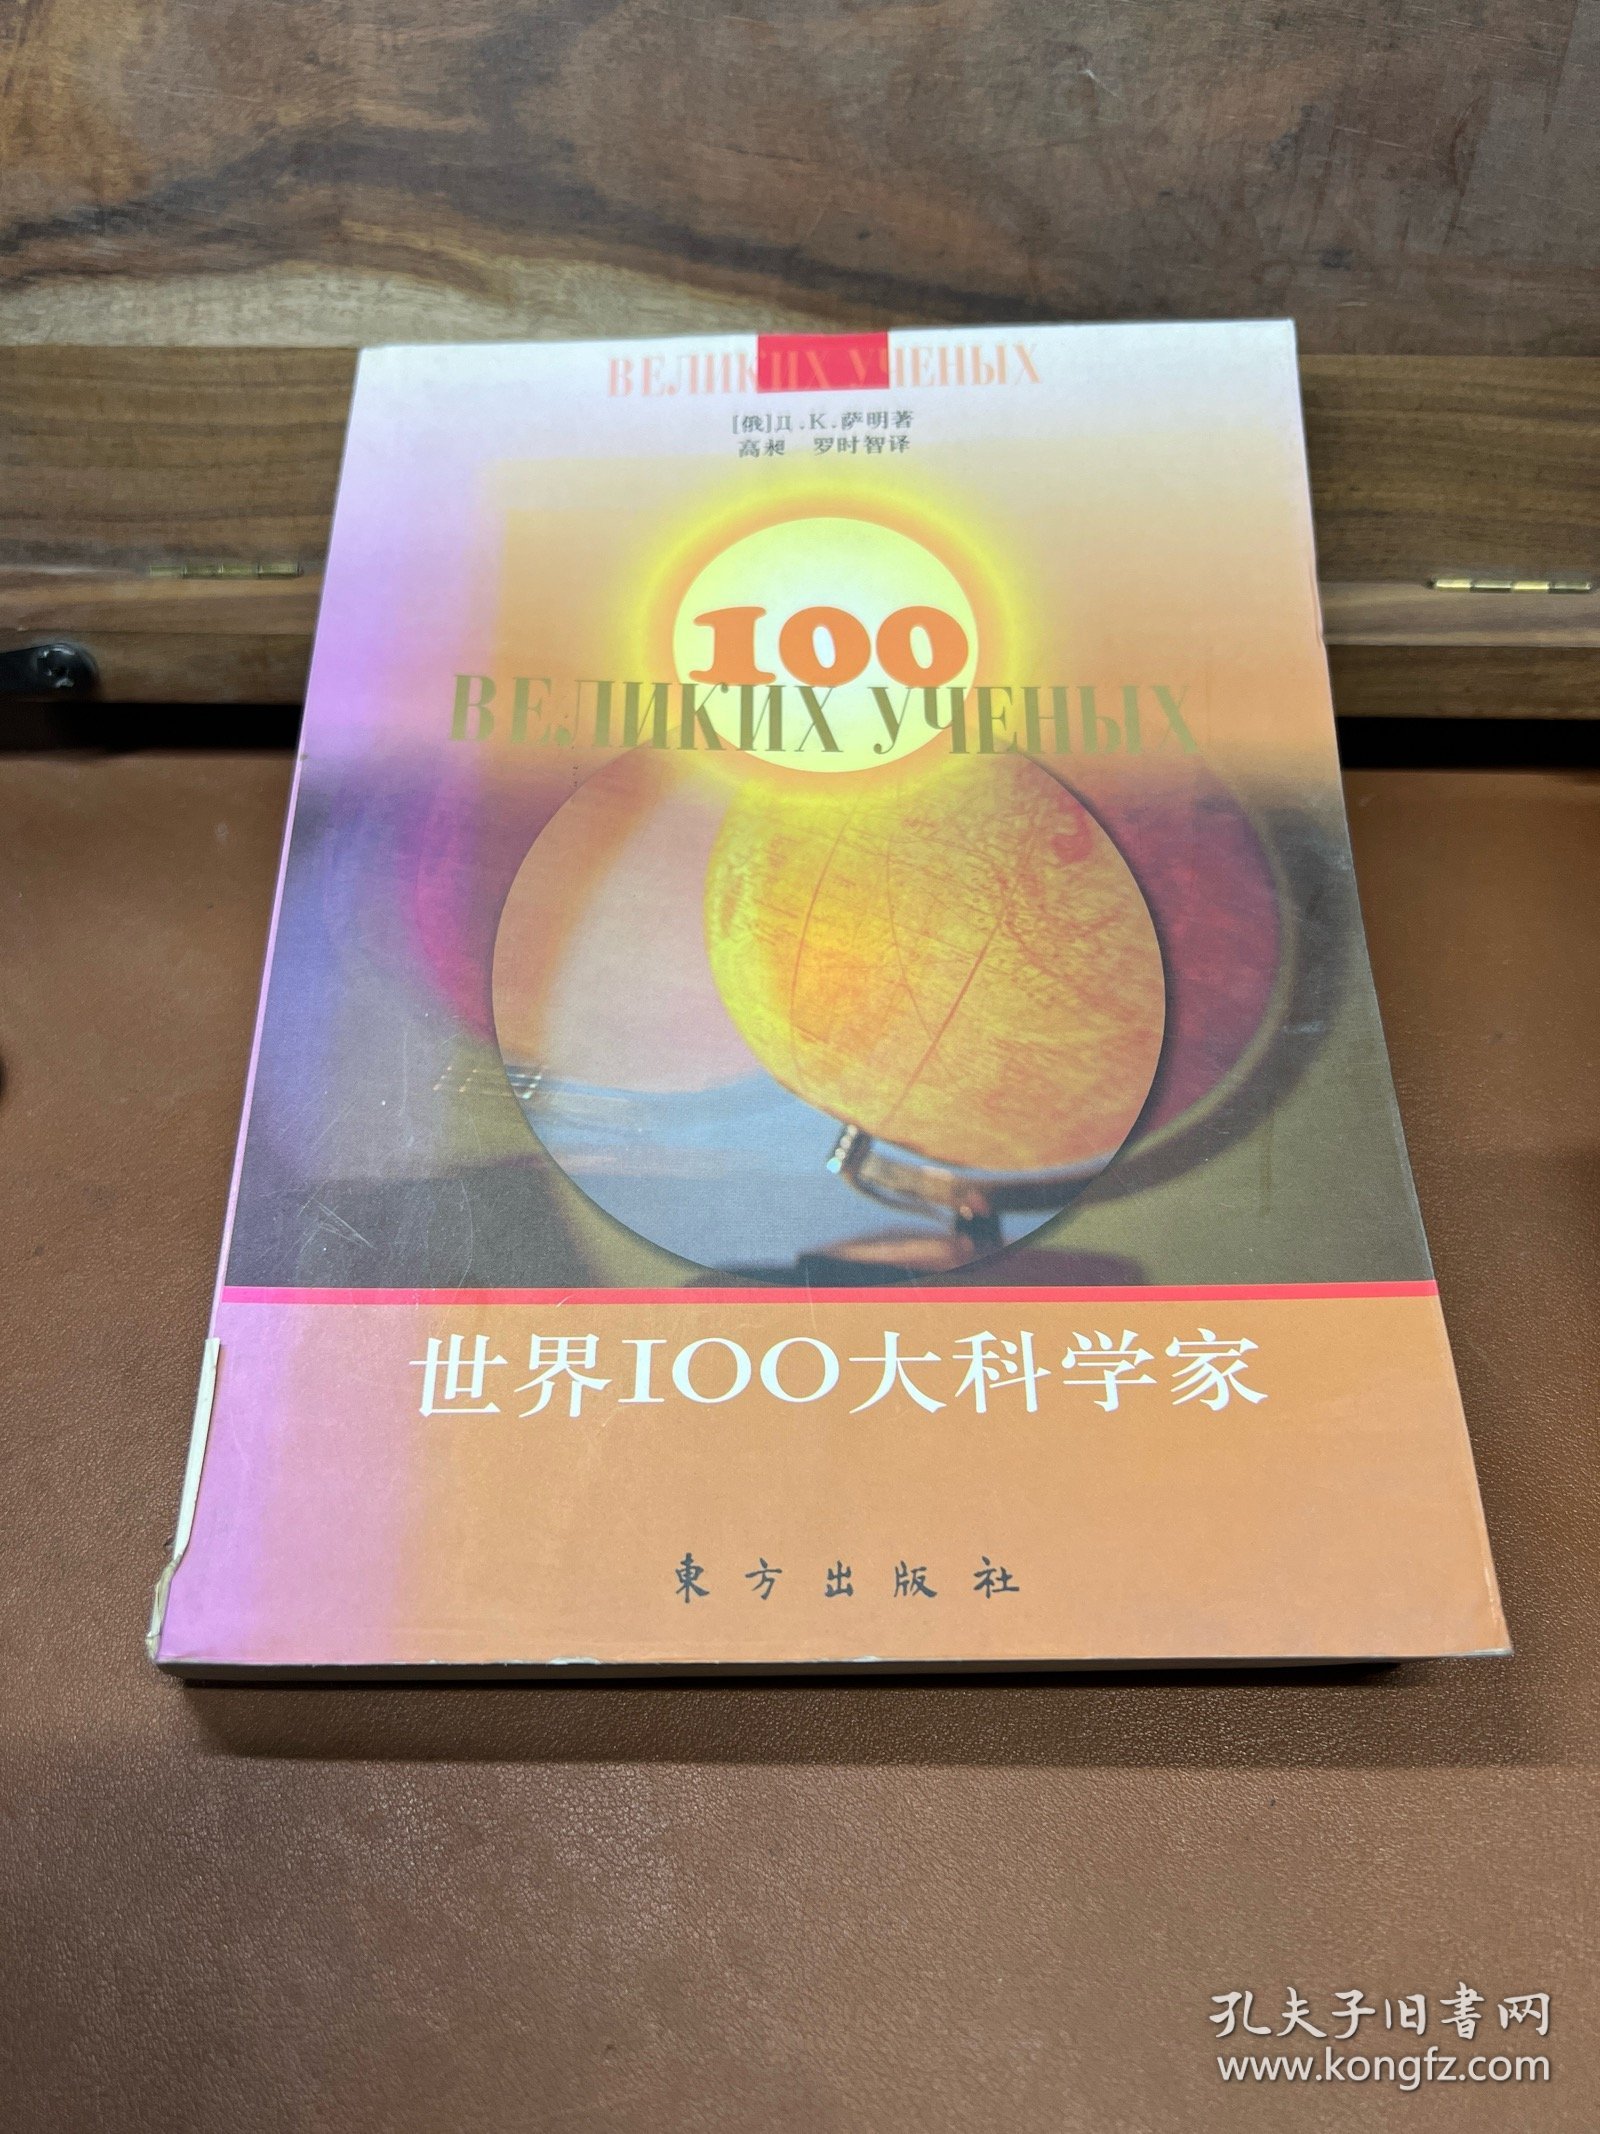 ВЕЛИКИХ УЧЕНЫХ
[俄]Д.К.萨明著
高昶 罗时智译
100
ВЕЛИКИХ УЧЕНЫХ
世界100大科学家
東方出版社
孔夫子旧書网
www.kongfz.com